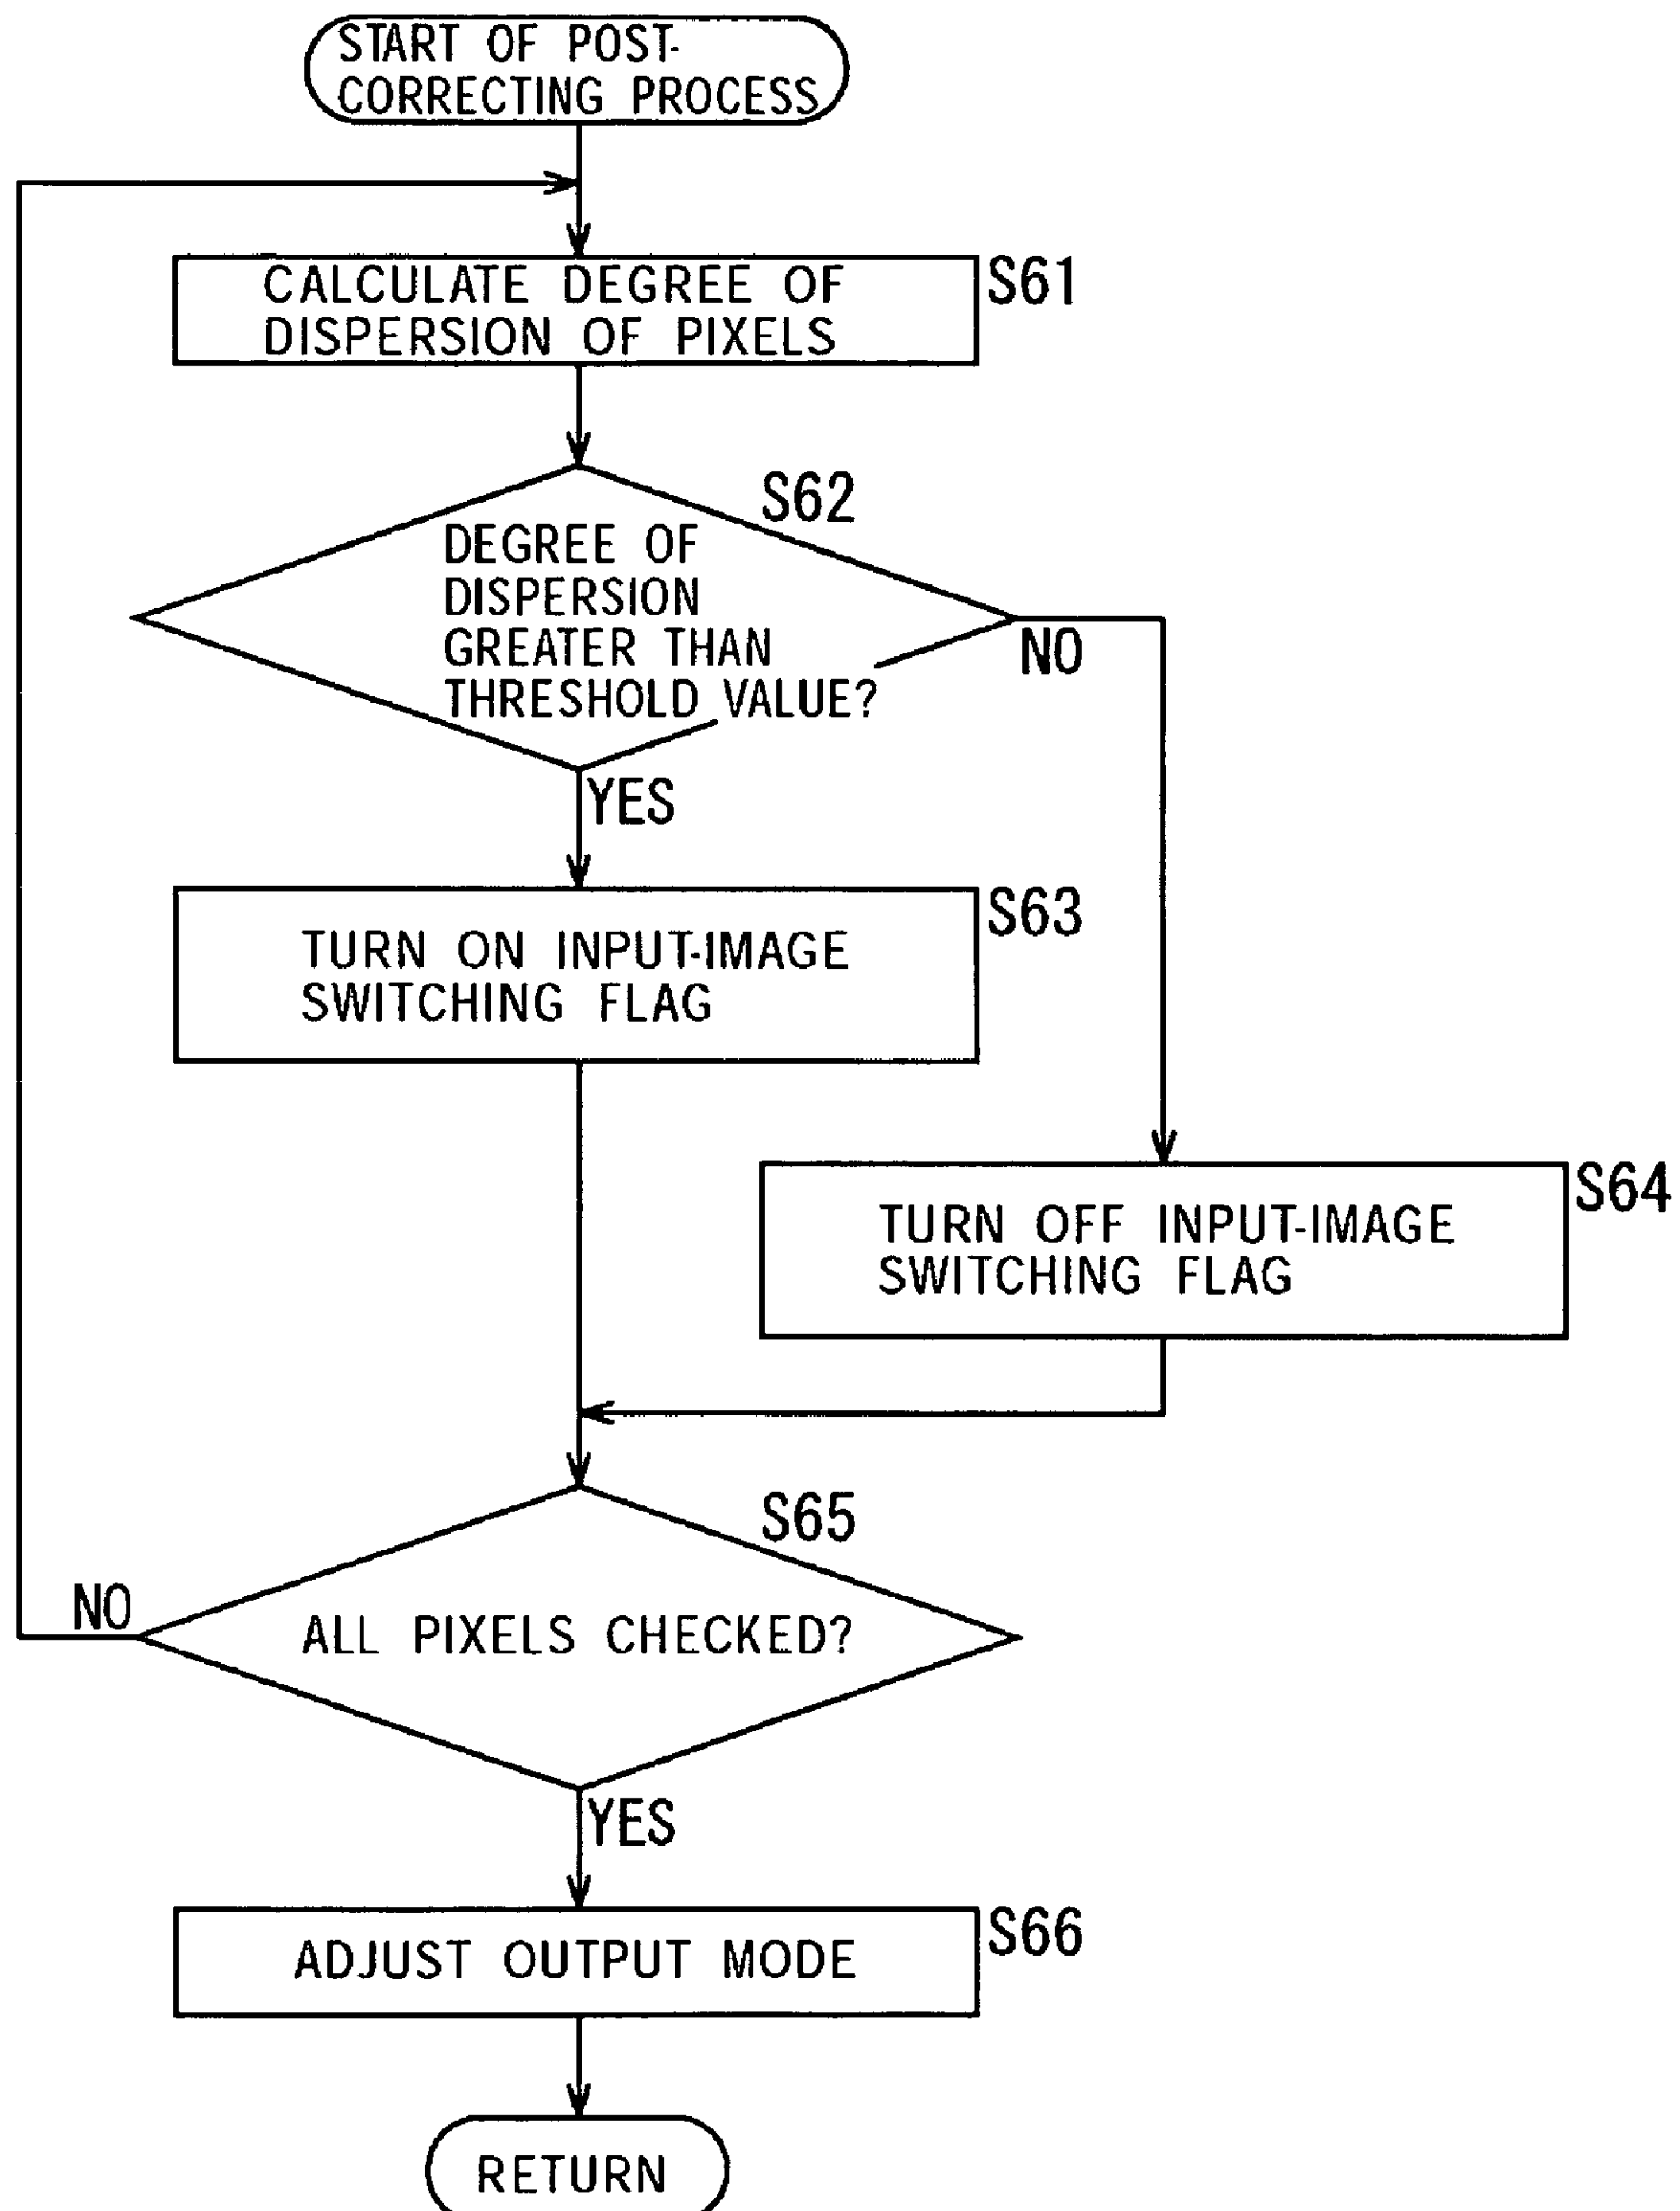 START OF POST-
CORRECTING PROCESS
CALCULATE DEGREE OF
DISPERSION OF PIXELS
S61
S62
DEGREE OF
DISPERSION
GREATER THAN
THRESHOLD VALUE?
NO
YES
TURN ON INPUT-IMAGE
SWITCHING FLAG
S63
TURN OFF INPUT-IMAGE
SWITCHING FLAG
S64
S65
NO
ALL PIXELS CHECKED?
YES
ADJUST OUTPUT MODE
S66
RETURN